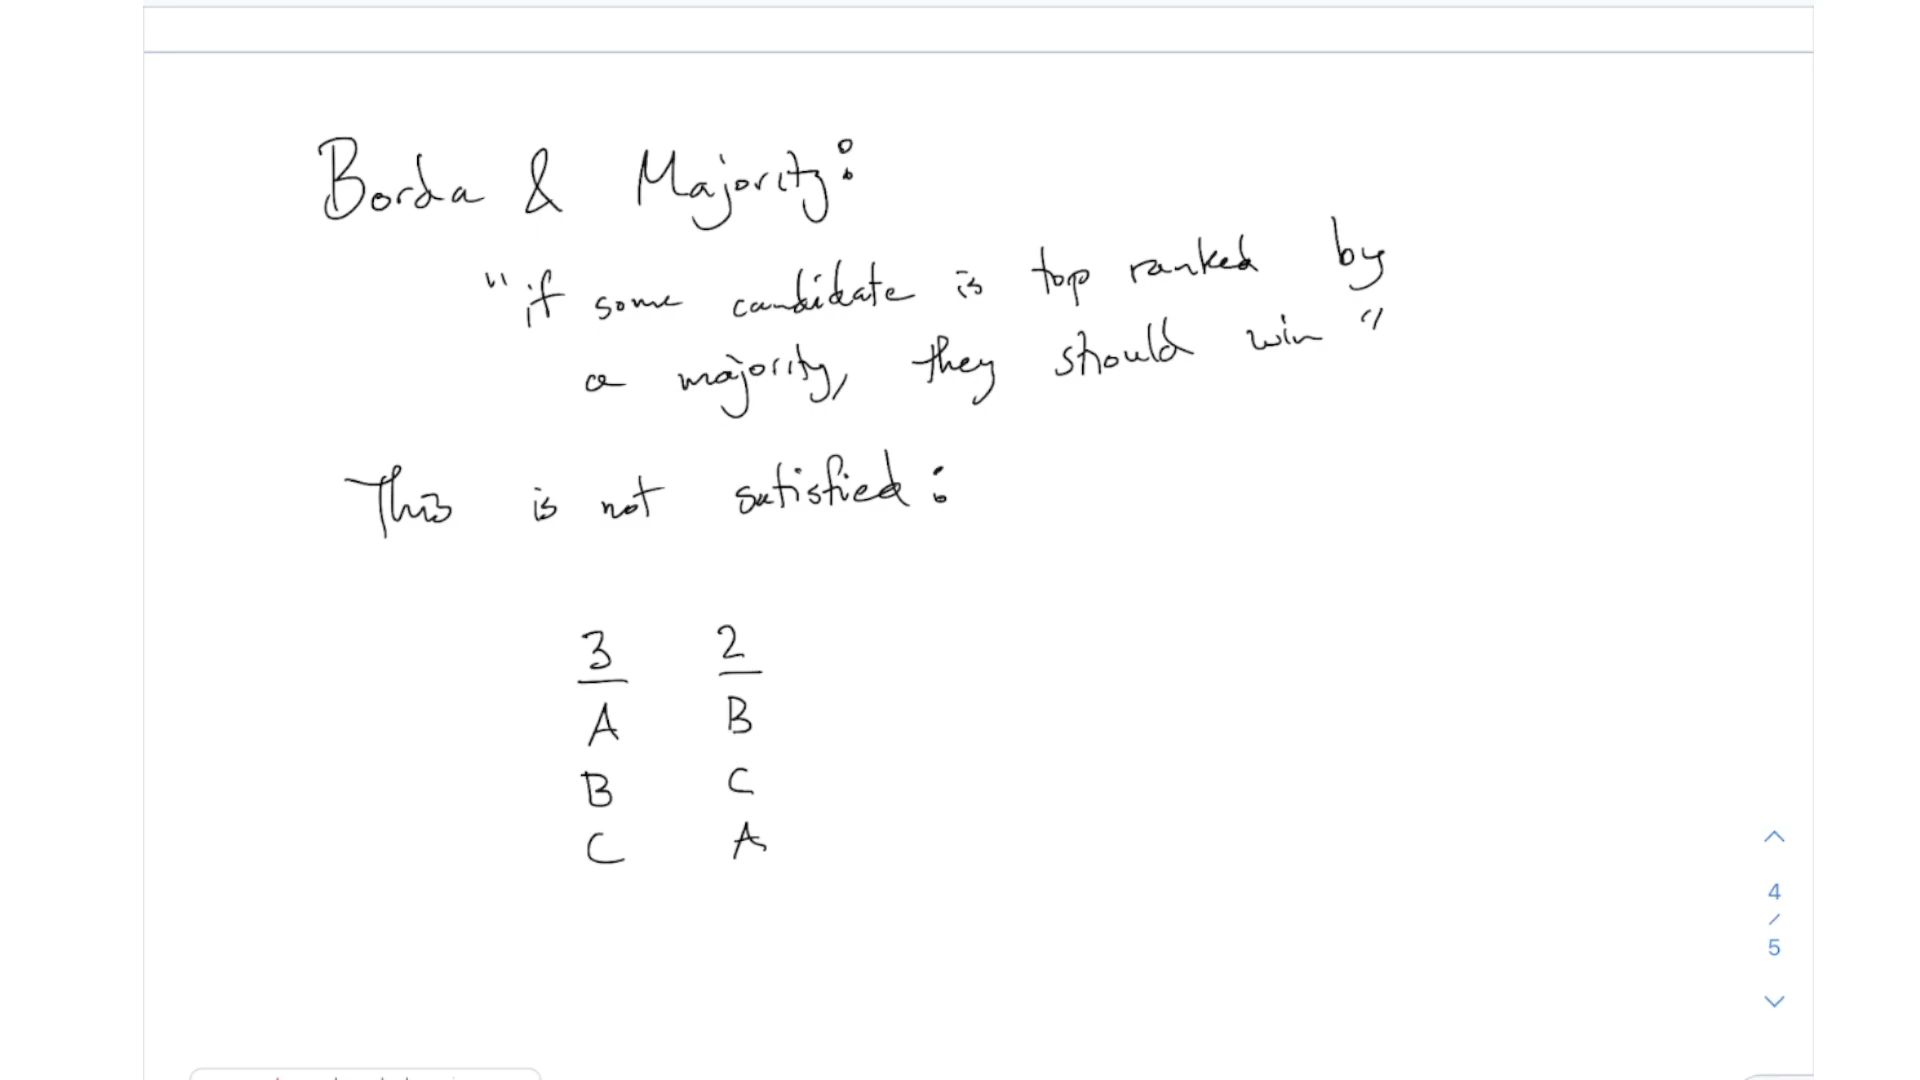 Borda & Majority:
"if some candidate is top ranked by
a majority, they should win"
This is not satisfied:
3 2
A B
B C
C A
4
/
5